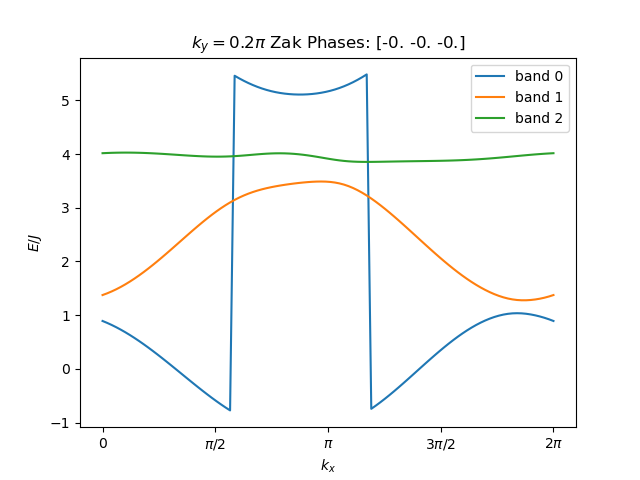 k_y = 0.2π Zak Phases: [-0. -0. -0.]
band 0
band 1
band 2
E/J
5
4
3
2
1
0
−1
0
π/2
π
3π/2
2π
k_x